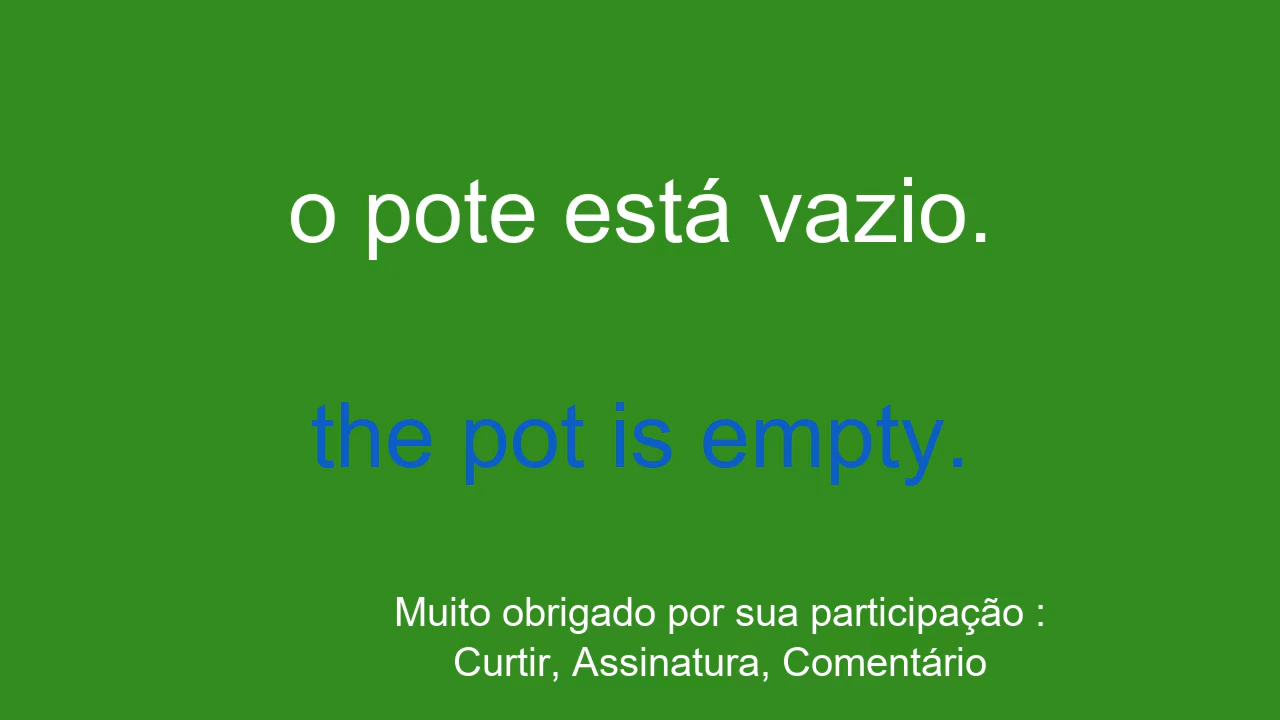 o pote está vazio.
the pot is empty.
Muito obrigado por sua participação :
Curtir, Assinatura, Comentário